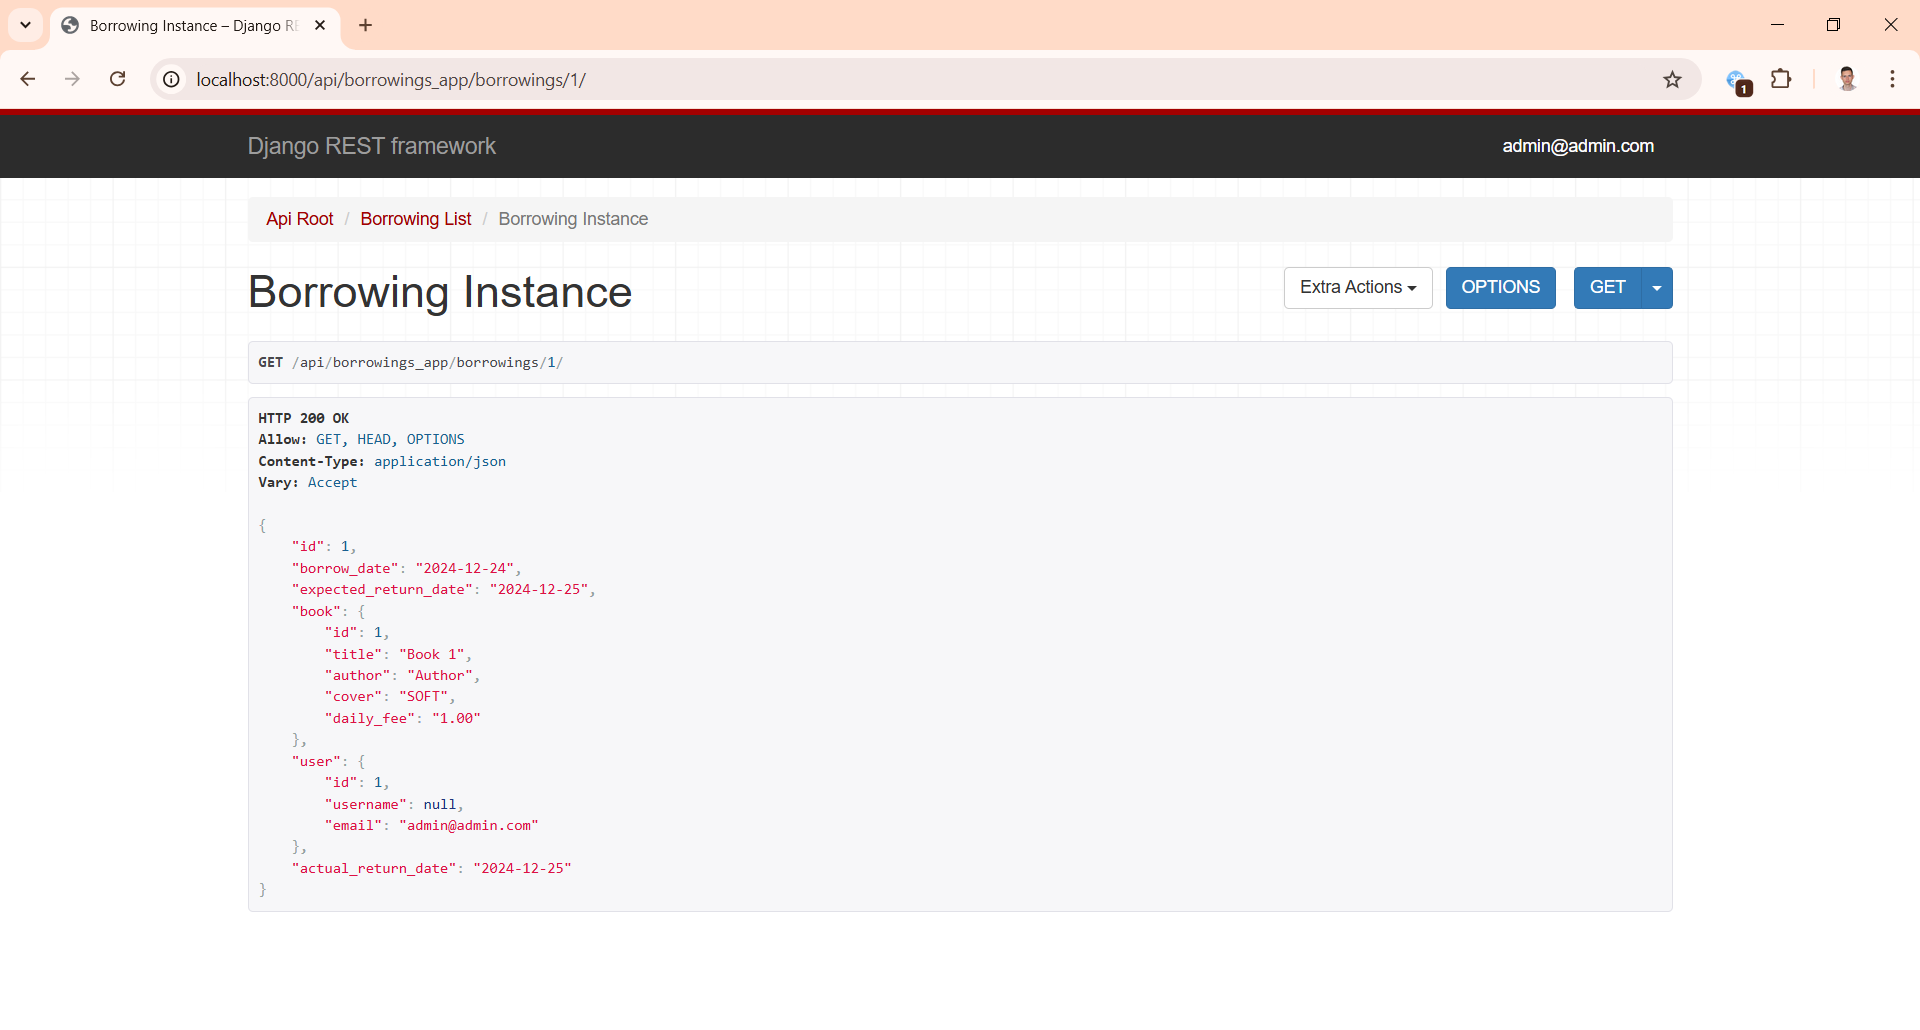 Borrowing Instance – Django RE
localhost:8000/api/borrowings_app/borrowings/1/
1
Django REST framework
admin@admin.com
Api Root / Borrowing List / Borrowing Instance
Borrowing Instance
Extra Actions
OPTIONS
GET
GET /api/borrowings_app/borrowings/1/
HTTP 200 OK
Allow: GET, HEAD, OPTIONS
Content-Type: application/json
Vary: Accept
{
    "id": 1,
    "borrow_date": "2024-12-24",
    "expected_return_date": "2024-12-25",
    "book": {
        "id": 1,
        "title": "Book 1",
        "author": "Author",
        "cover": "SOFT",
        "daily_fee": "1.00"
    },
    "user": {
        "id": 1,
        "username": null,
        "email": "admin@admin.com"
    },
    "actual_return_date": "2024-12-25"
}